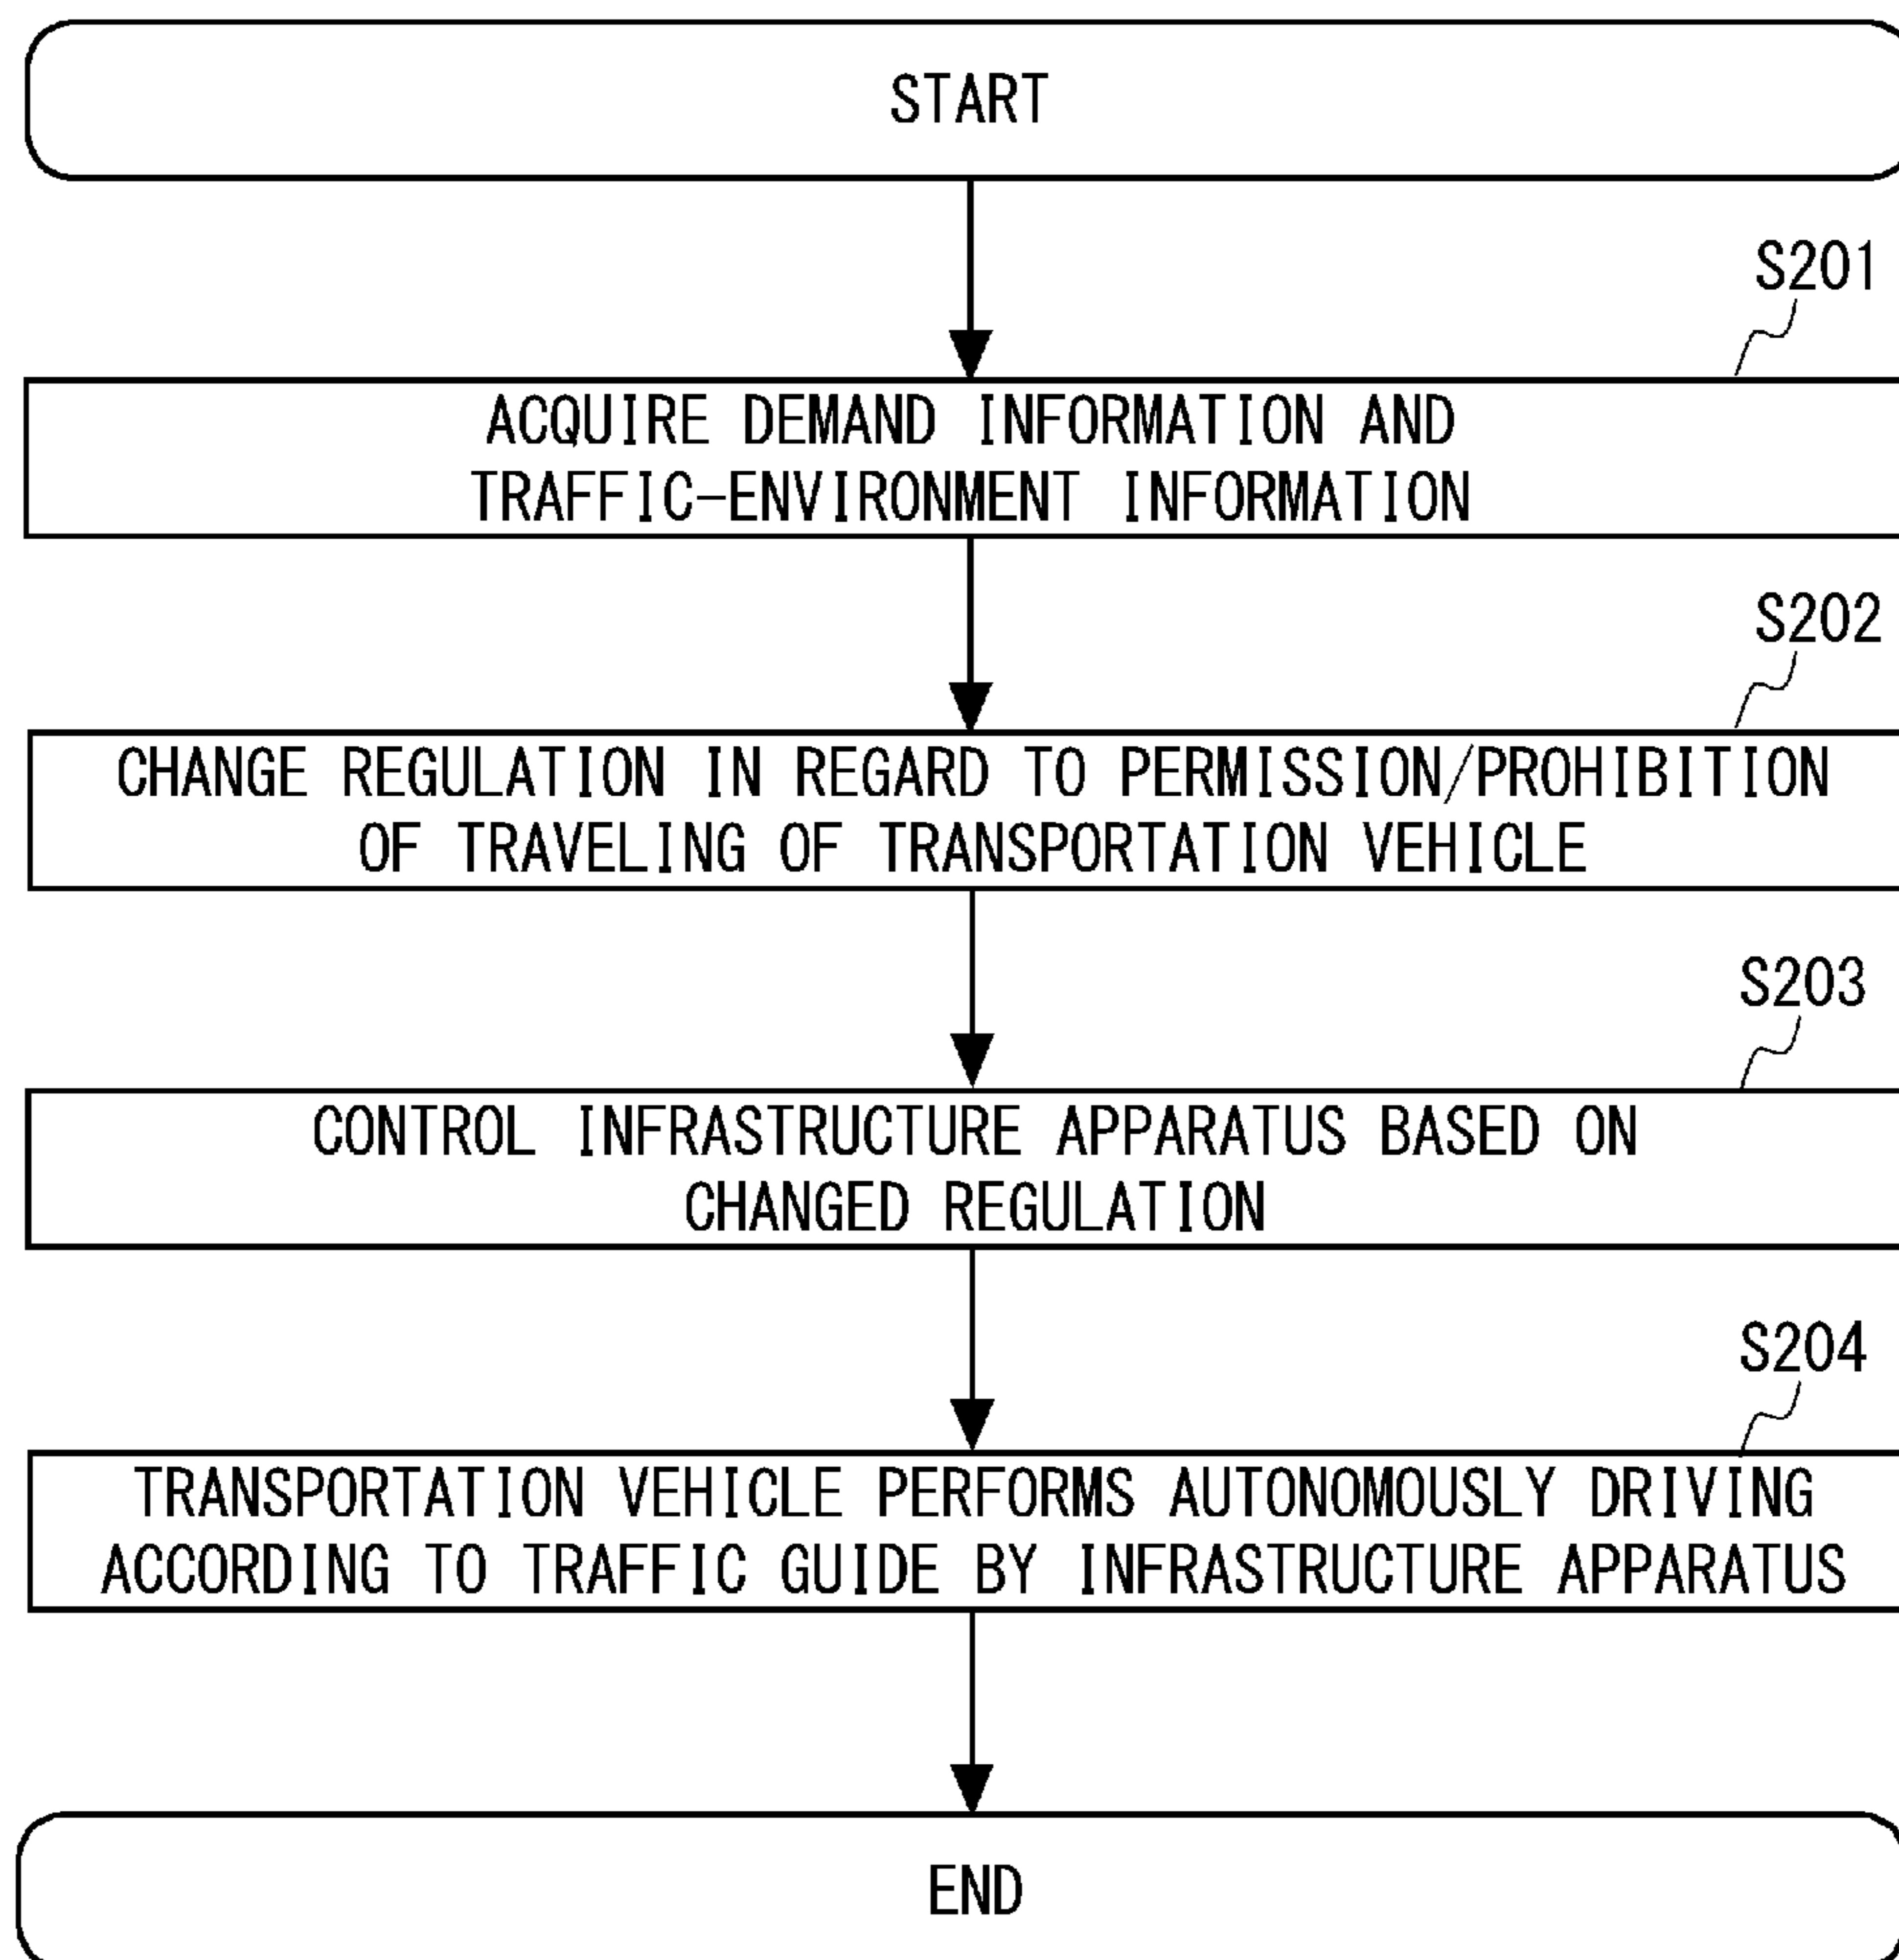 START
S201
ACQUIRE DEMAND INFORMATION AND
TRAFFIC-ENVIRONMENT INFORMATION
S202
CHANGE REGULATION IN REGARD TO PERMISSION/PROHIBITION
OF TRAVELING OF TRANSPORTATION VEHICLE
S203
CONTROL INFRASTRUCTURE APPARATUS BASED ON
CHANGED REGULATION
S204
TRANSPORTATION VEHICLE PERFORMS AUTONOMOUSLY DRIVING
ACCORDING TO TRAFFIC GUIDE BY INFRASTRUCTURE APPARATUS
END